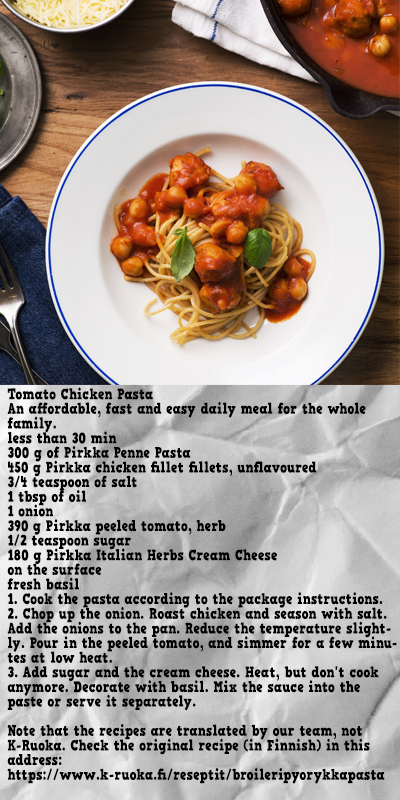 Tomato Chicken Pasta
An affordable, fast and easy daily meal for the whole
family.
less than 30 min
300 g of Pirkka Penne Pasta
450 g Pirkka chicken fillet fillets, unflavoured
3/4 teaspoon of salt
1 tbsp of oil
1 onion
390 g Pirkka peeled tomato, herb
1/2 teaspoon sugar
180 g Pirkka Italian Herbs Cream Cheese
on the surface
fresh basil
1. Cook the pasta according to the package instructions.
2. Chop up the onion. Roast chicken and season with salt.
Add the onions to the pan. Reduce the temperature slight-
ly. Pour in the peeled tomato, and simmer for a few minu-
tes at low heat.
3. Add sugar and the cream cheese. Heat, but don't cook
anymore. Decorate with basil. Mix the sauce into the
paste or serve it separately.
Note that the recipes are translated by our team, not
K-Ruoka. Check the original recipe (in Finnish) in this
address:
https://www.k-ruoka.fi/reseptit/broileripyorykkapasta